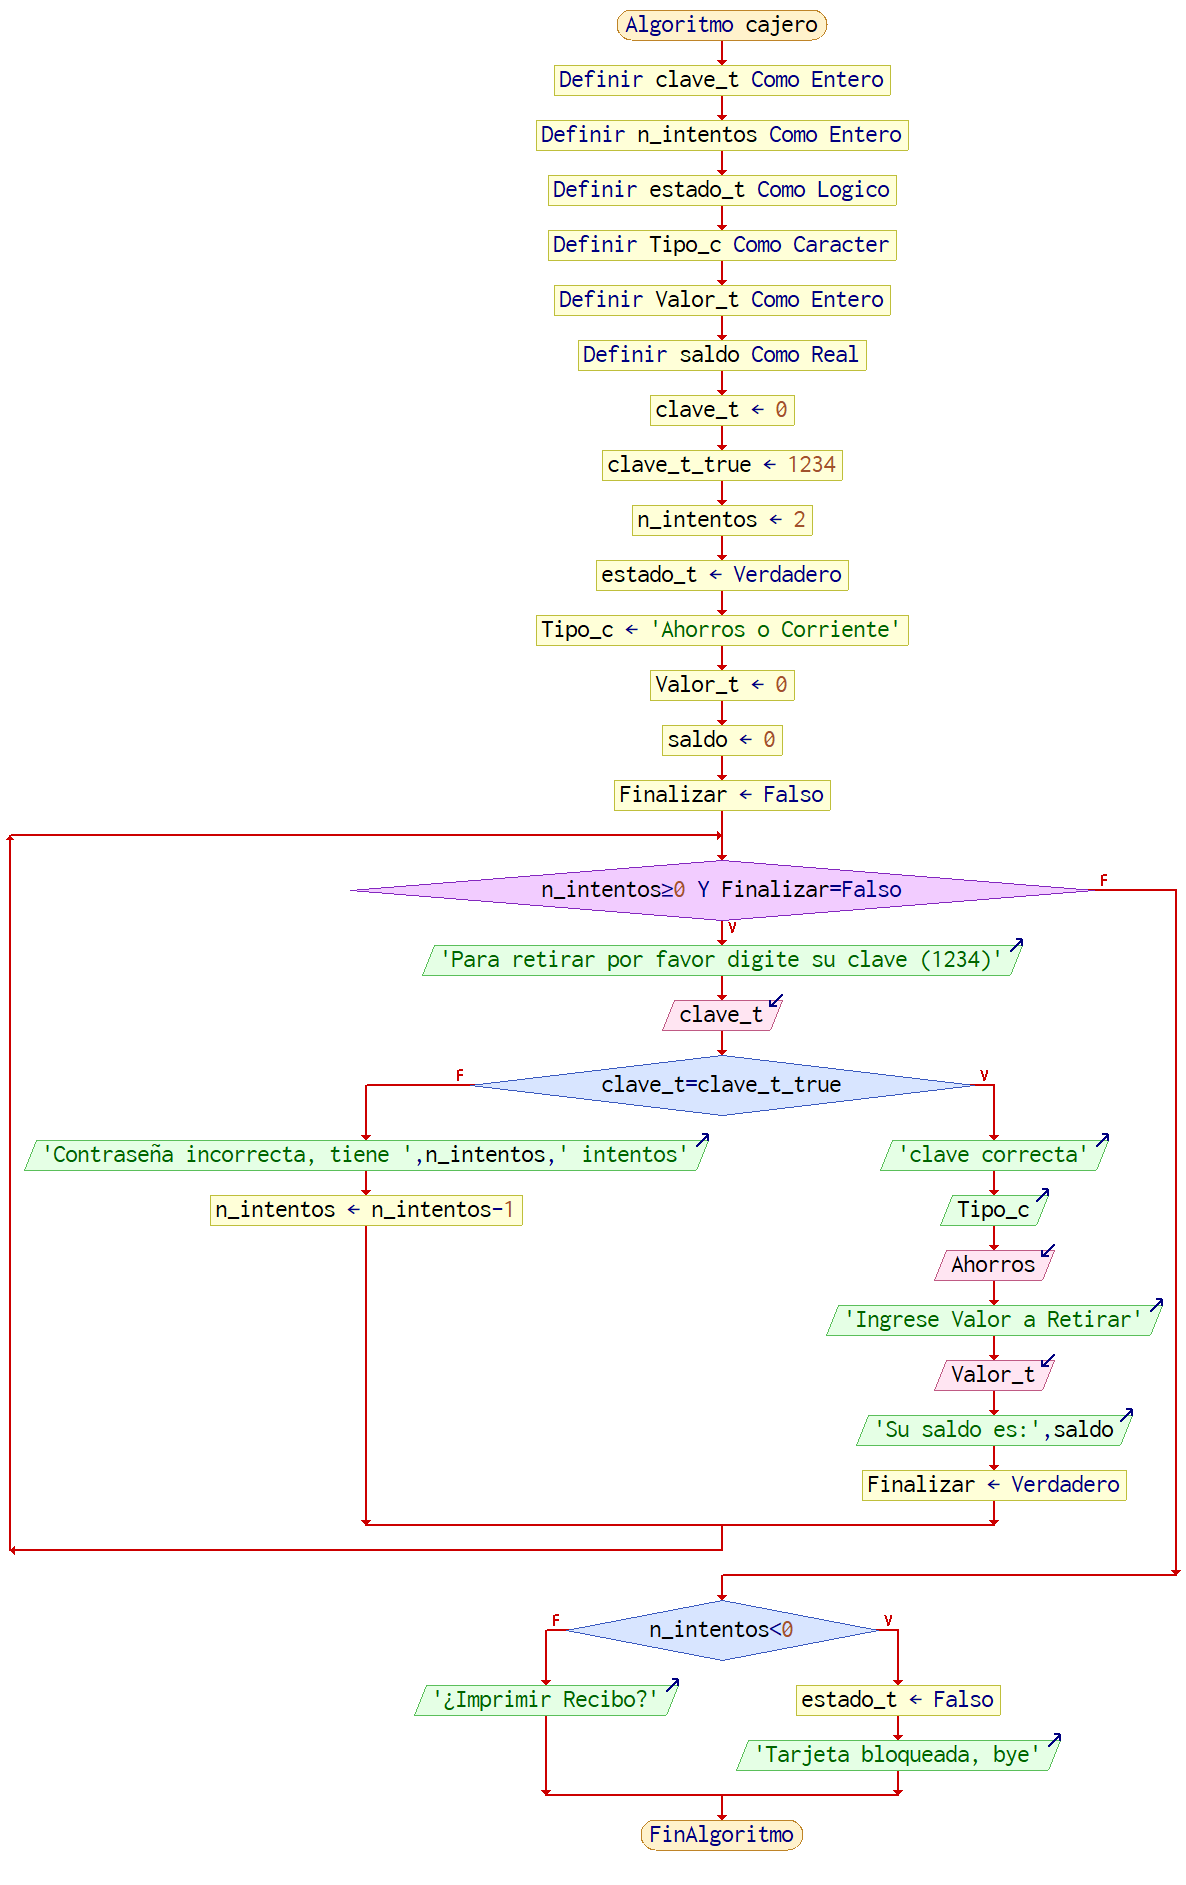 Algoritmo cajero
Definir clave_t Como Entero
Definir n_intentos Como Entero
Definir estado_t Como Logico
Definir Tipo_c Como Caracter
Definir Valor_t Como Entero
Definir saldo Como Real
clave_t ← 0
clave_t_true ← 1234
n_intentos ← 2
estado_t ← Verdadero
Tipo_c ← 'Ahorros o Corriente'
Valor_t ← 0
saldo ← 0
Finalizar ← Falso
n_intentos≥0 Y Finalizar=Falso
F
V
'Para retirar por favor digite su clave (1234)'
clave_t
F
clave_t=clave_t_true
V
'Contraseña incorrecta, tiene ',n_intentos,' intentos'
n_intentos ← n_intentos-1
'clave correcta'
Tipo_c
Ahorros
'Ingrese Valor a Retirar'
Valor_t
'Su saldo es:',saldo
Finalizar ← Verdadero
F
n_intentos<0
V
'¿Imprimir Recibo?'
estado_t ← Falso
'Tarjeta bloqueada, bye'
FinAlgoritmo